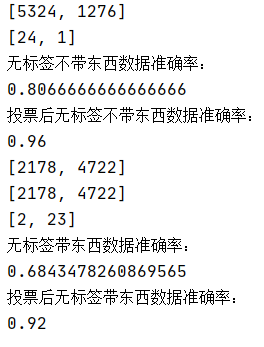 [5324, 1276]
[24, 1]
无标签不带东西数据准确率：
0.8066666666666666
投票后无标签不带东西数据准确率：
0.96
[2178, 4722]
[2178, 4722]
[2, 23]
无标签带东西数据准确率：
0.6843478260869565
投票后无标签带东西数据准确率：
0.92